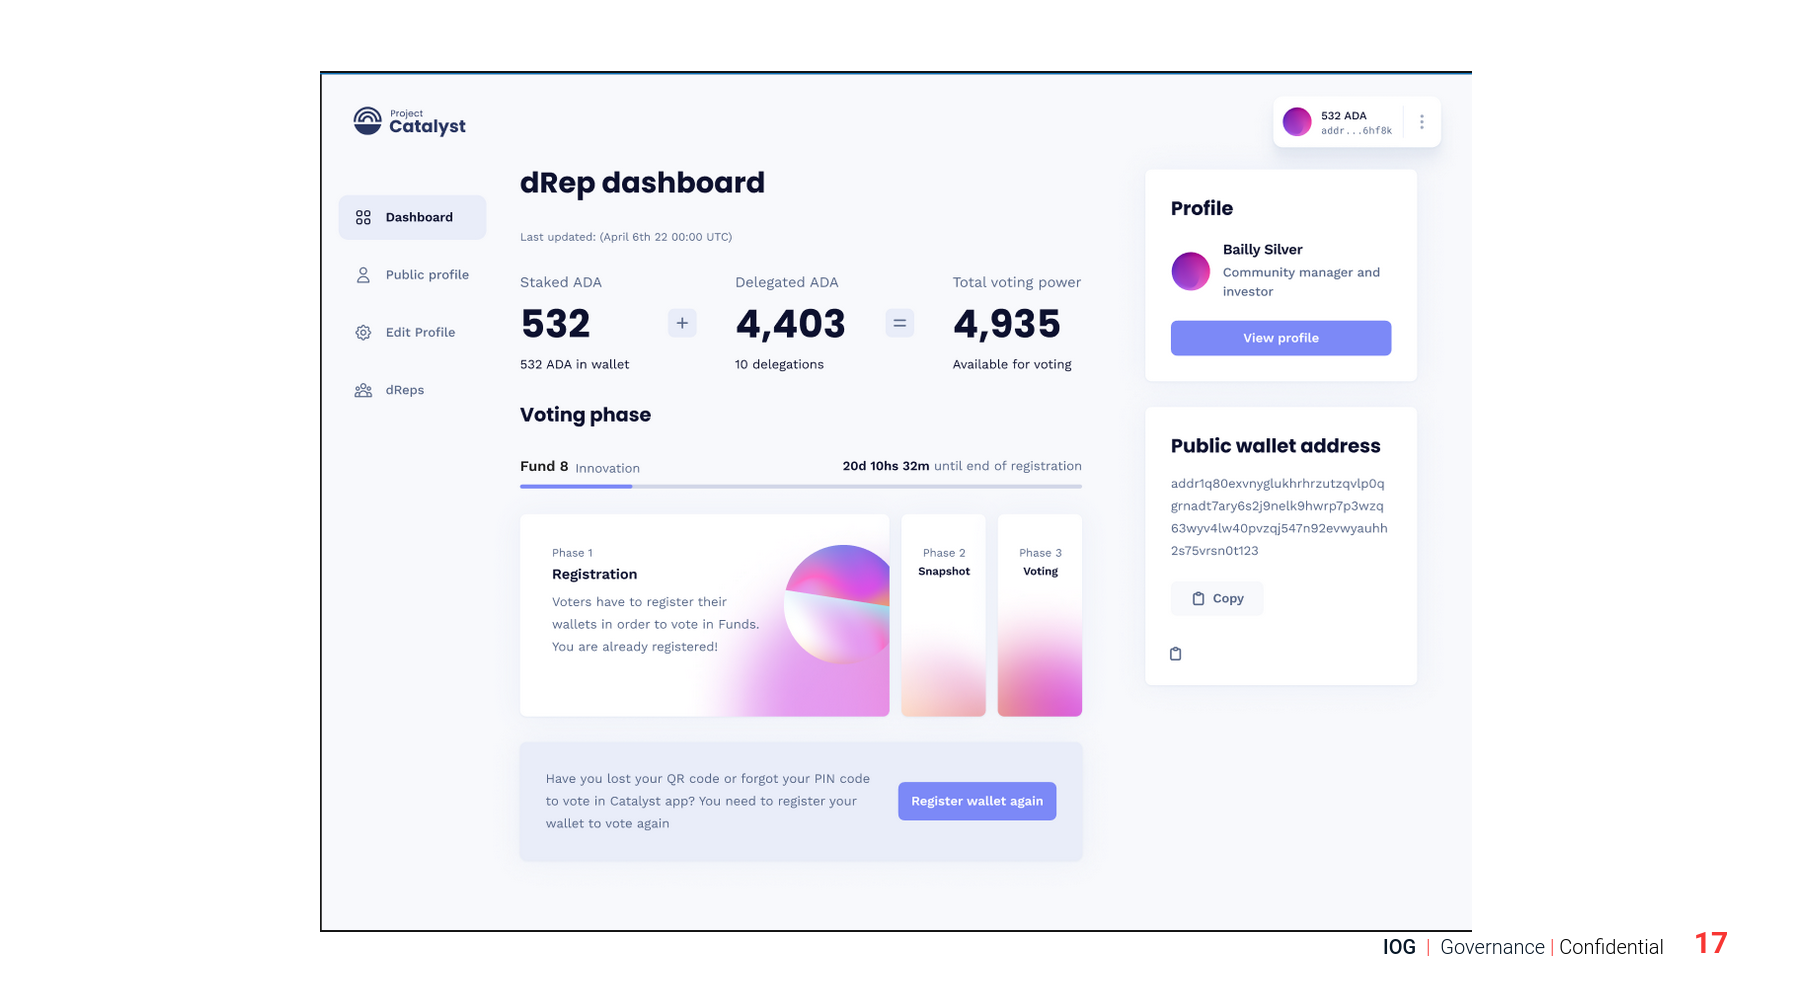 Project
Catalyst
532 ADA
addr...6hf8k
Dashboard
Public profile
Edit Profile
dReps
dRep dashboard
Last updated: (April 6th 22 00:00 UTC)
Staked ADA
532
532 ADA in wallet
+
Delegated ADA
4,403
10 delegations
=
Total voting power
4,935
Available for voting
Voting phase
Fund 8 Innovation
20d 10hs 32m until end of registration
Phase 1
Registration
Voters have to register their
wallets in order to vote in Funds.
You are already registered!
Phase 2
Snapshot
Phase 3
Voting
Have you lost your QR code or forgot your PIN code
to vote in Catalyst app? You need to register your
wallet to vote again
Register wallet again
Profile
Bailly Silver
Community manager and
investor
View profile
Public wallet address
addr1q80exvnyglukhrhrzutzqvlp0q
grnadt7ary6s2j9nelk9hwrp7p3wzq
63wyv4lw40pvzqj547n92evwyauhh
2s75vrsn0t123
Copy
IOG | Governance | Confidential 17